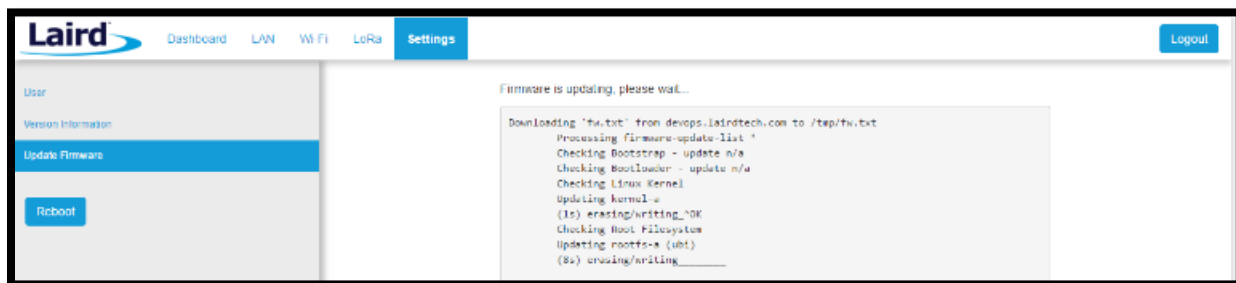 Laird
Dashboard LAN Wi-Fi LoRa Settings Logout
User
Version Information
Update Firmware
Reboot
Firmware is updating, please wait...
Downloading 'fw.txt' from devops.lairdtech.com to /tmp/fw.txt
Processing firmware-update-list *
Checking Bootstrap - update n/a
Checking Bootloader - update n/a
Checking Linux Kernel
Updating kernel-a
(1s) erasing/writing_^OK
Checking Root Filesystem
Updating rootfs-a (ubi)
(8s) erasing/writing________